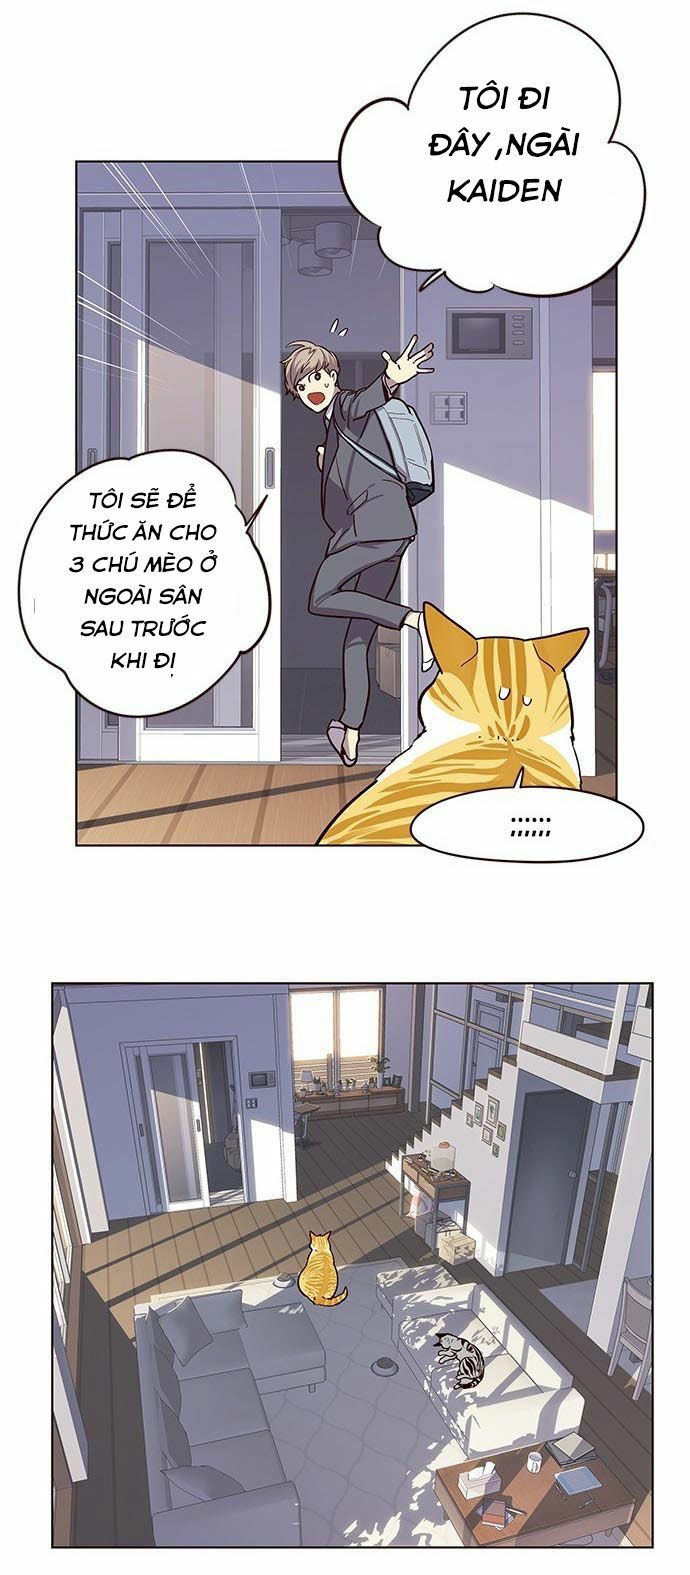 TÔI ĐI
ĐÂY ,NGÀI
KAIDEN
TÔI SẼ ĐỂ
THỨC ĂN CHO
3 CHÚ MÈO Ở
NGOÀI SÂN
SAU TRƯỚC
KHI ĐỊ
;;;;;;